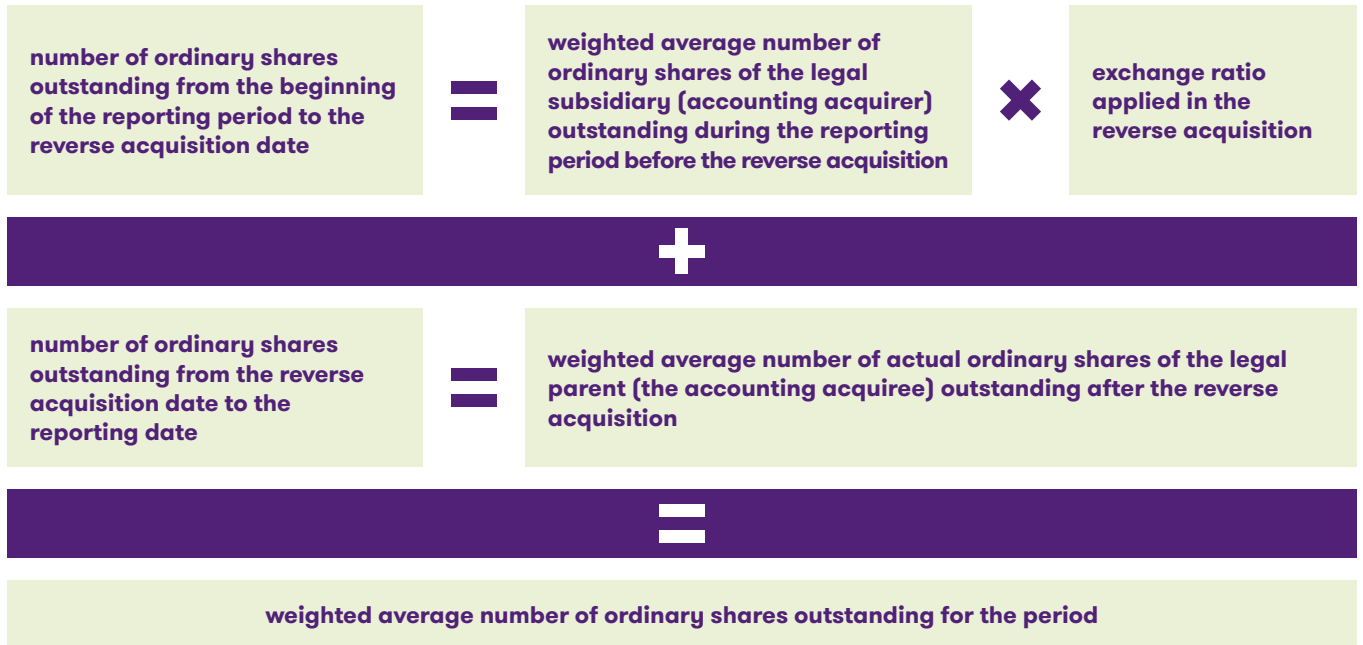 number of ordinary shares
outstanding from the beginning
of the reporting period to the
reverse acquisition date
=
weighted average number of
ordinary shares of the legal
subsidiary (accounting acquirer)
outstanding during the reporting
period before the reverse acquisition
×
exchange ratio
applied in the
reverse acquisition
+
number of ordinary shares
outstanding from the reverse
acquisition date to the
reporting date
=
weighted average number of actual ordinary shares of the legal
parent (the accounting acquiree) outstanding after the reverse
acquisition
=
weighted average number of ordinary shares outstanding for the period